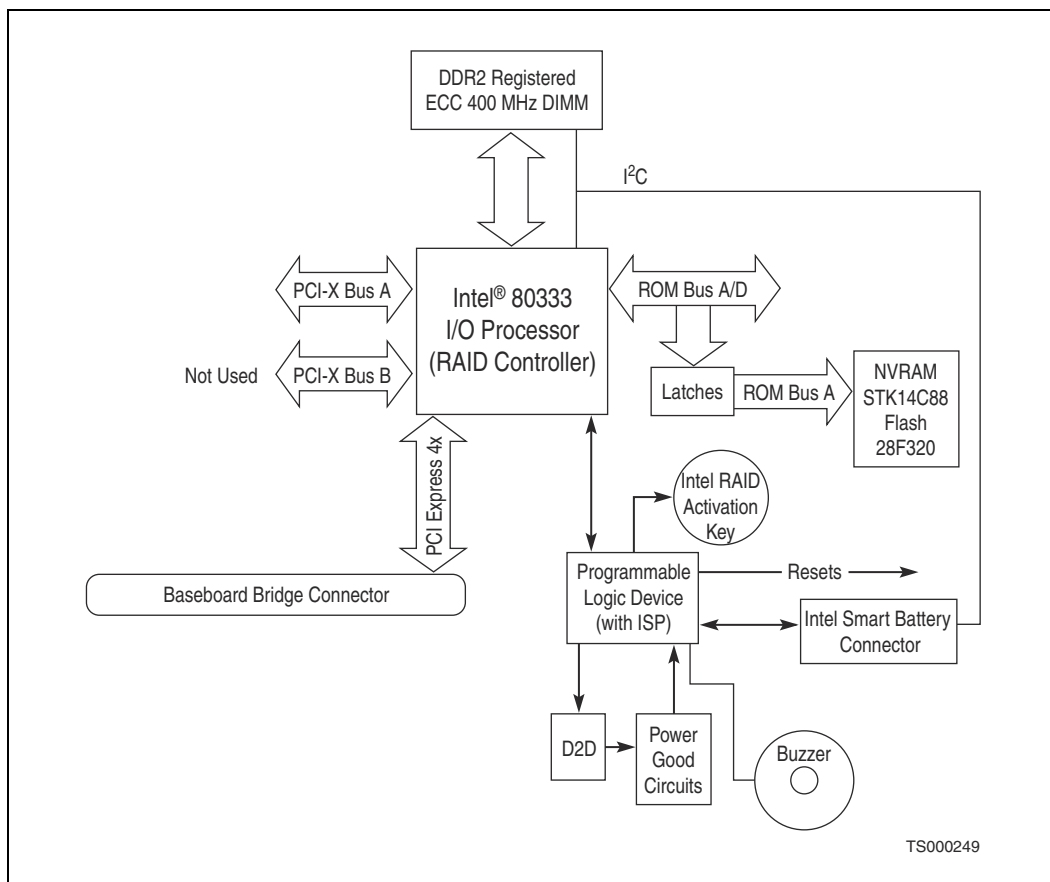 DDR2 Registered
ECC 400 MHz DIMM
I²C
PCI-X Bus A
Intel® 80333
I/O Processor
(RAID Controller)
ROM Bus A/D
Not Used
PCI-X Bus B
Latches
ROM Bus A
NVRAM
STK14C88
Flash
28F320
PCI Express 4x
Intel RAID
Activation
Key
Baseboard Bridge Connector
Programmable
Logic Device
(with ISP)
Resets
Intel Smart Battery
Connector
D2D
Power
Good
Circuits
Buzzer
TS000249